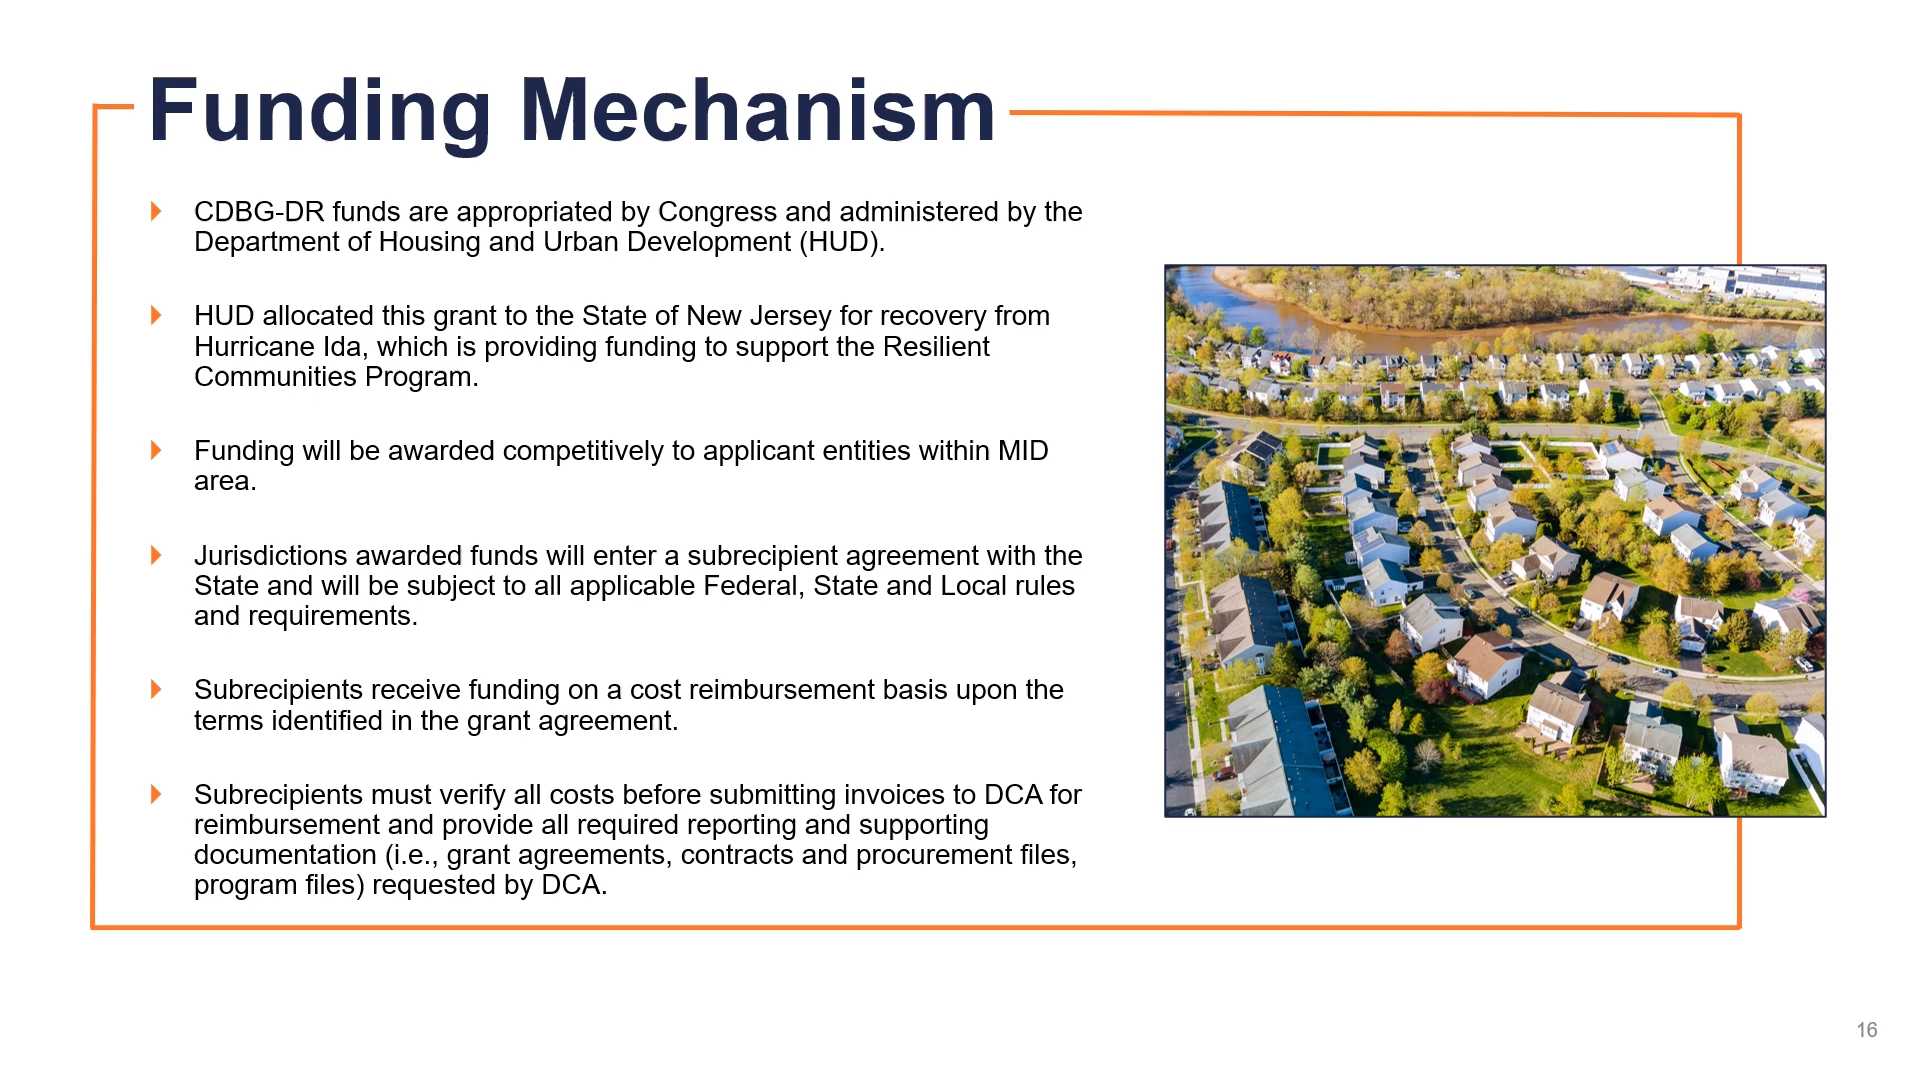 Funding Mechanism
CDBG-DR funds are appropriated by Congress and administered by the
Department of Housing and Urban Development (HUD).
HUD allocated this grant to the State of New Jersey for recovery from
Hurricane Ida, which is providing funding to support the Resilient
Communities Program.
Funding will be awarded competitively to applicant entities within MID
area.
Jurisdictions awarded funds will enter a subrecipient agreement with the
State and will be subject to all applicable Federal, State and Local rules
and requirements.
Subrecipients receive funding on a cost reimbursement basis upon the
terms identified in the grant agreement.
Subrecipients must verify all costs before submitting invoices to DCA for
reimbursement and provide all required reporting and supporting
documentation (i.e., grant agreements, contracts and procurement files,
program files) requested by DCA.
16